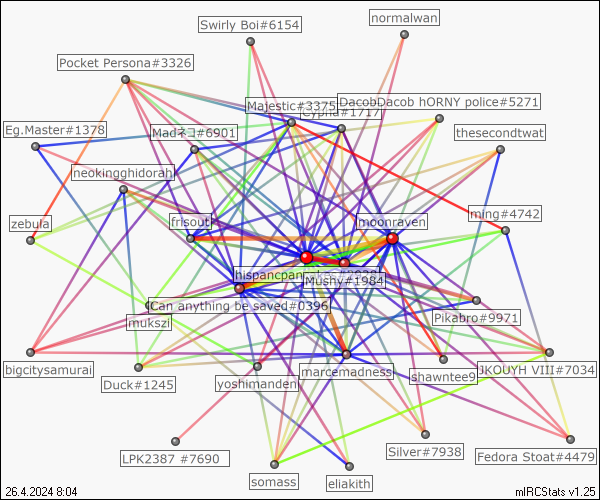 Swirly Boi#6154
normalwan
Pocket Persona#3326
Majestic#3375
Cypha#1717
DacobDacob hORNY police#5271
Eg.Master#1378
Madネコ#6901
thesecondtwat
neokingghidorah
zebula
frisout
moonraven
ming#4742
hispancpan
Mushy#1984
Can anything be saved#0396
mukszi
Pikabro#9971
bigcitysamurai
Duck#1245
yoshimanden
marcemadness
shawntee9
JKOUYH VIII#7034
LPK2387 #7690
somass
eliakith
Silver#7938
Fedora Stoat#4479
26.4.2024 8:04
mIRCStats v1.25